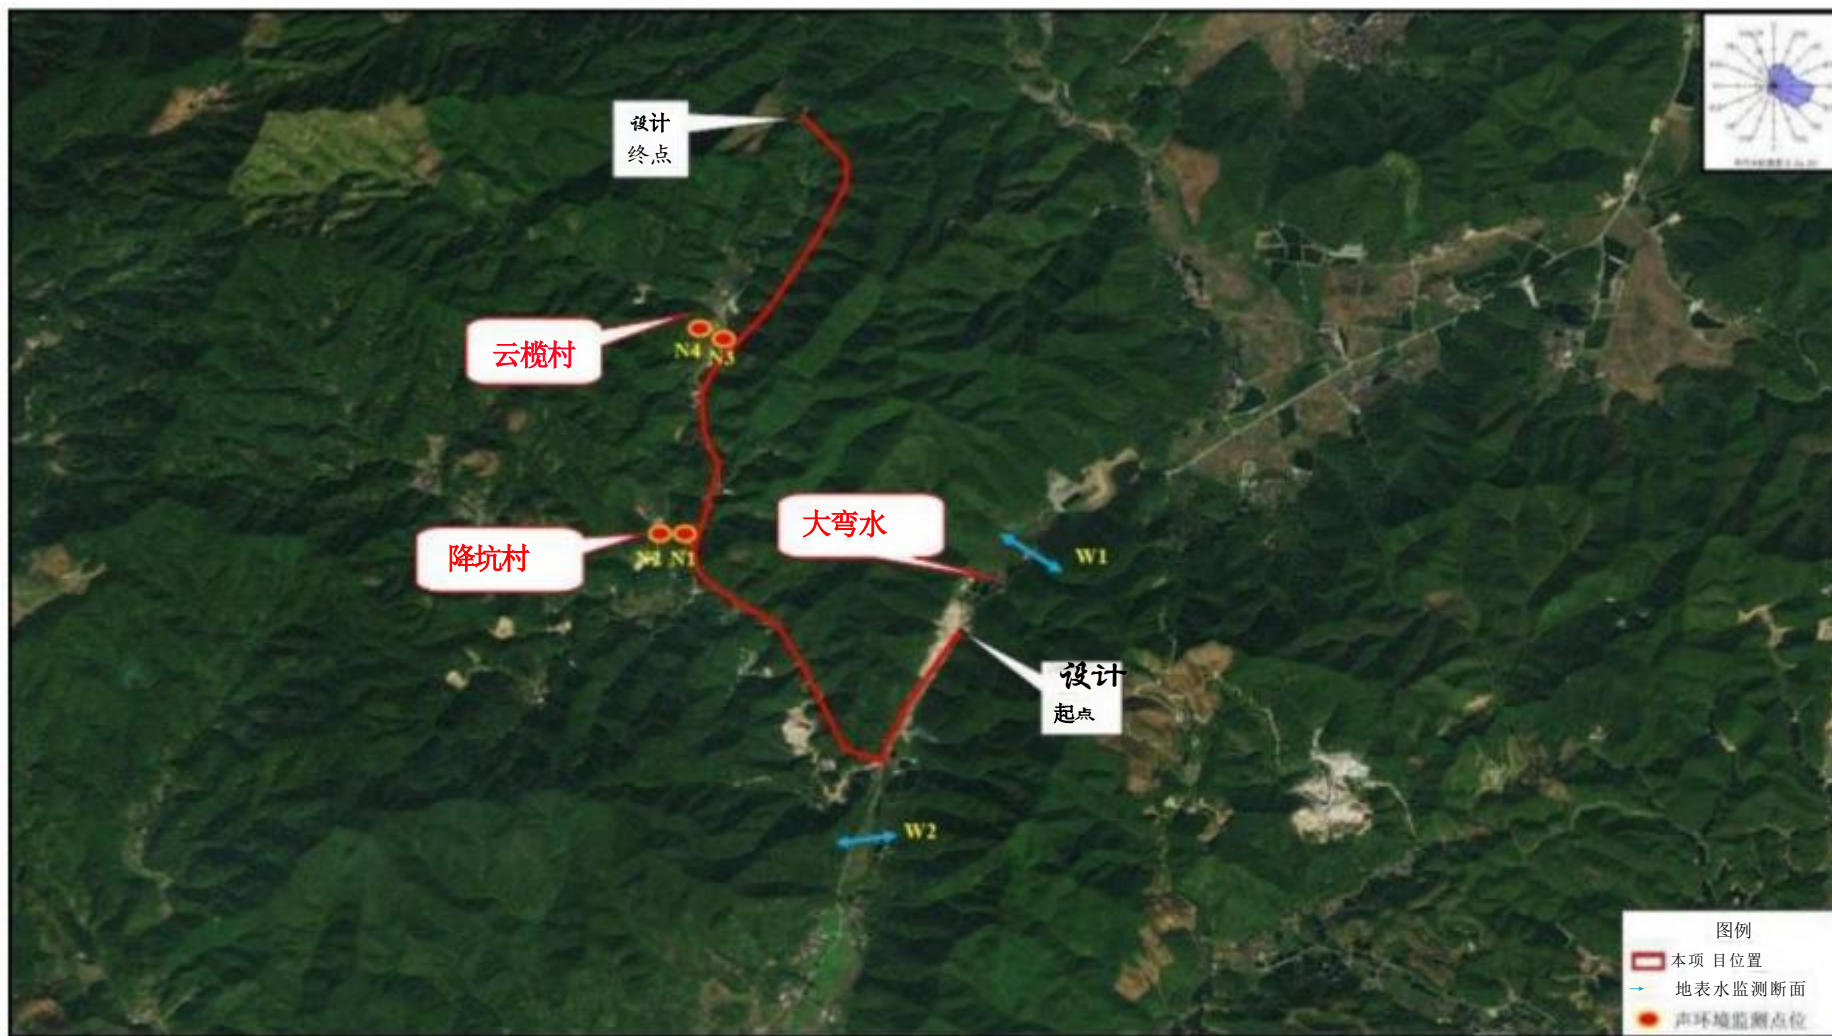 设计
终点
云榄村
N4
N3
大弯水
降坑村
N2 N1
W1
设计
起点
W2
图例
本项 目位置
地表水监测断面
声环境监测点位